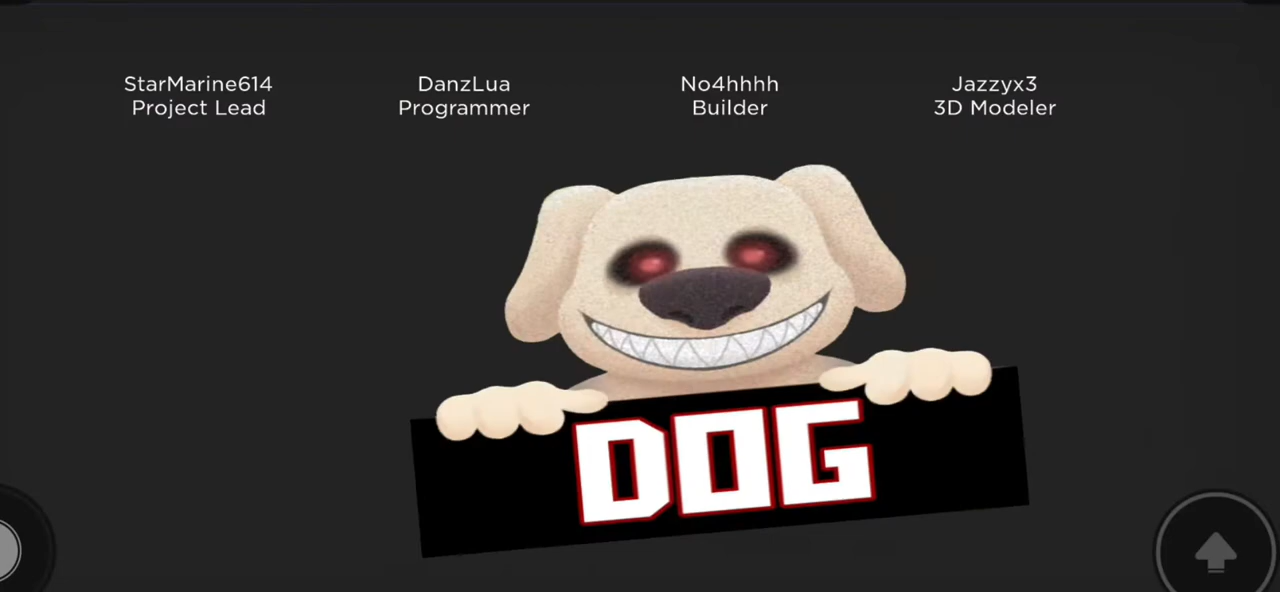 StarMarine614
Project Lead
DanzLua
Programmer
No4hhhh
Builder
Jazzyx3
3D Modeler
DOG